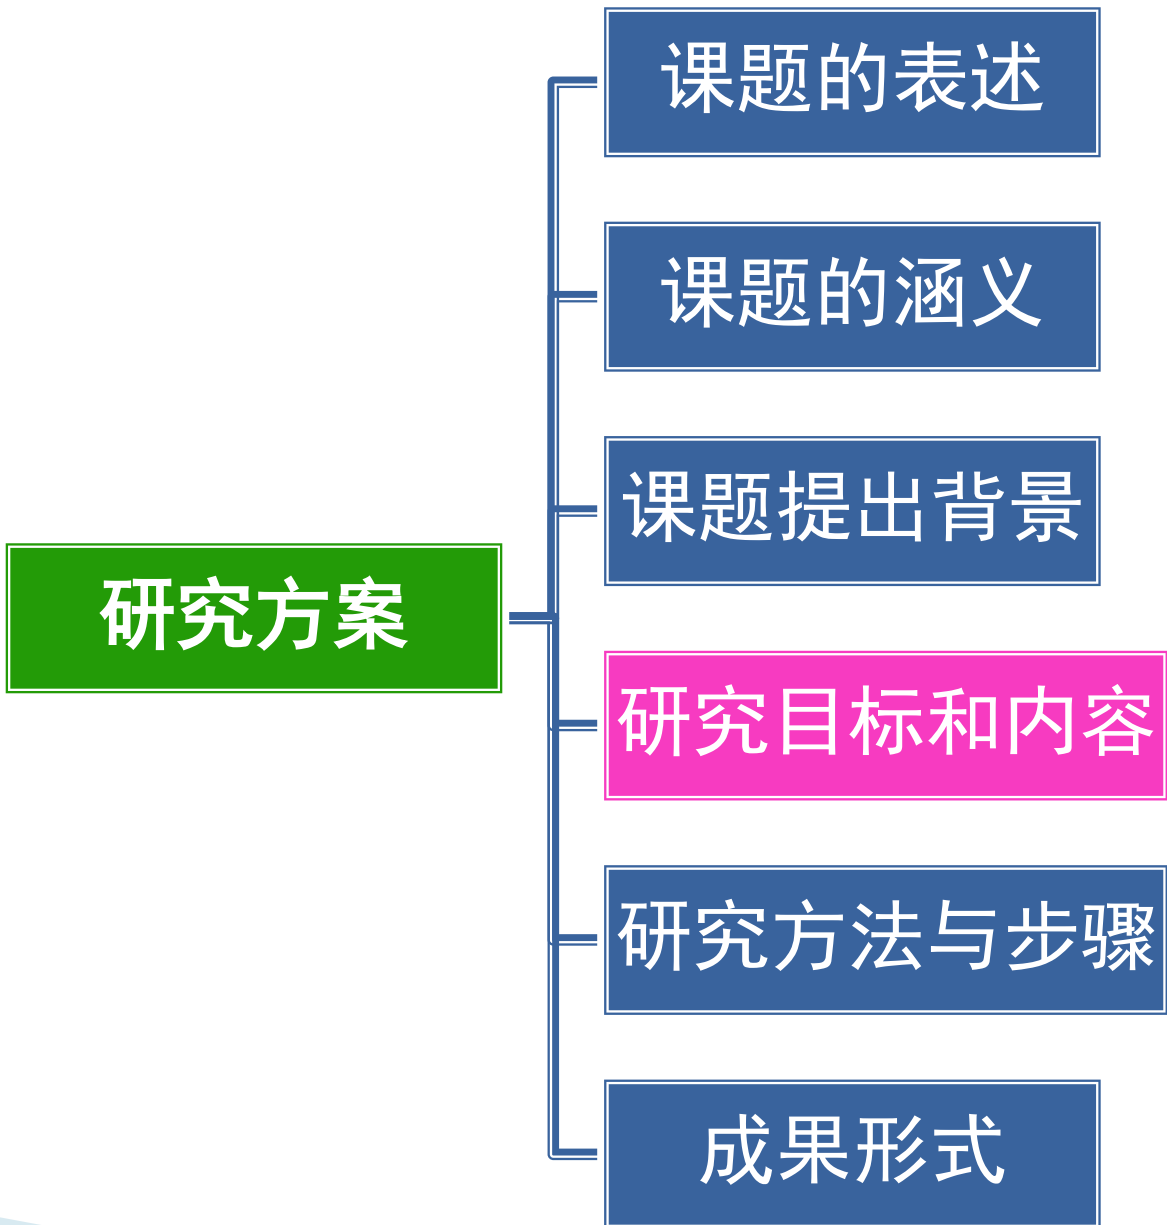 课题的表述
课题的涵义
课题提出背景
研究方案
研究目标和内容
研究方法与步骤
成果形式